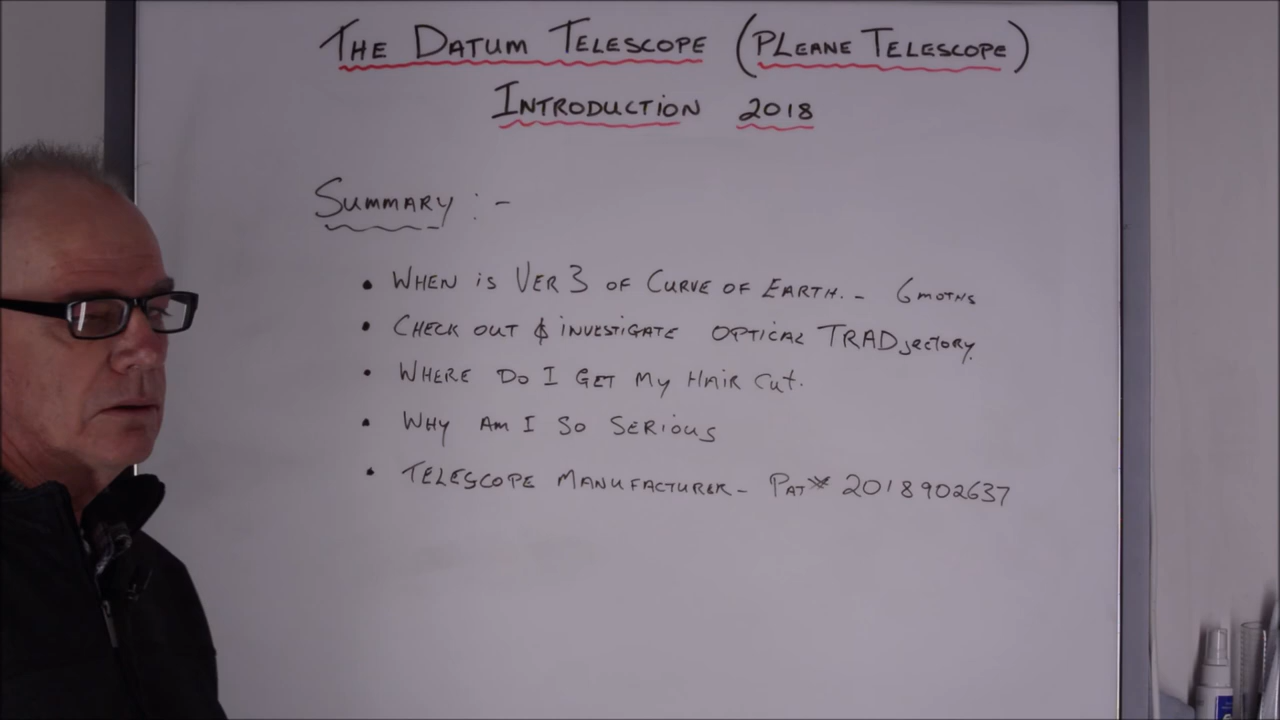 THE DATUM TELESCOPE (PLEANE TELESCOPE)
INTRODUCTION 2018
SUMMARY :-
• WHEN IS VER 3 OF CURVE OF EARTH. - 6 MOTHS
• CHECK OUT & INVESTIGATE OPTICAL TRADJECTORY.
• WHERE DO I GET MY HAIR CUT.
• WHY AM I SO SERIOUS
• TELESCOPE MANUFACTURER - PAT# 2018902637